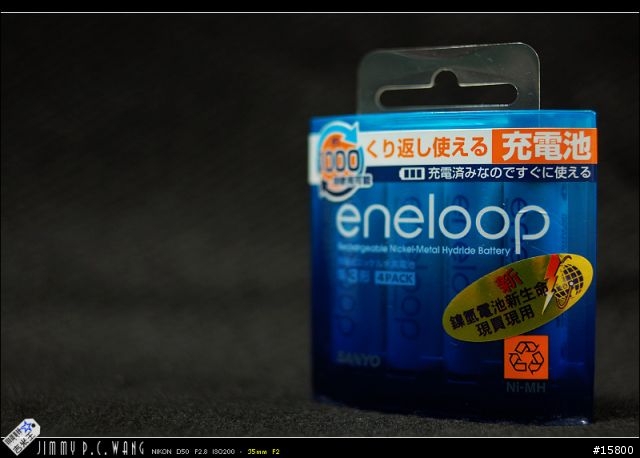 1000
くり返し使える 充電池
充電済みなのですぐに使える
eneloop
Rechargeable Nickel-Metal Hydride Battery
4PACK
新
鎳氫電池新生命
現買現用
SANYO
Ni-MH
JIMMY P.C.WANG NIKON D50 F2.8 ISO200 - 35mm F2
#15800